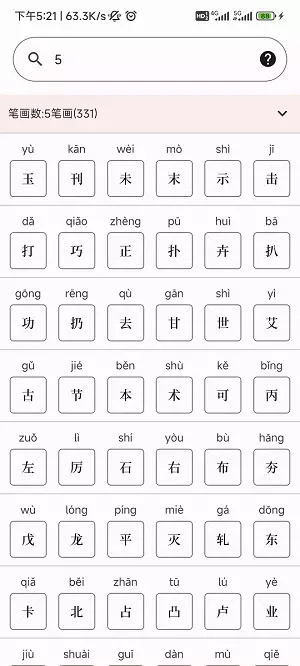 下午5:21 | 63.3K/s
HD 4G 5G 88
5
笔画数:5笔画(331)
yù kān wèi mò shì jī
玉 刊 未 末 示 击
dǎ qiǎo zhèng pū huì bā
打 巧 正 扑 卉 扒
gōng rēng qù gān shì yì
功 扔 去 甘 世 艾
gǔ jié běn shù kě bǐng
古 节 本 术 可 丙
zuǒ lì shí yòu bù hāng
左 厉 石 右 布 夯
wù lóng píng miè gá dōng
戊 龙 平 灭 轧 东
qiǎ běi zhān tū lú yè
卡 北 占 凸 卢 业
jiù shuài guī dàn mù qiě